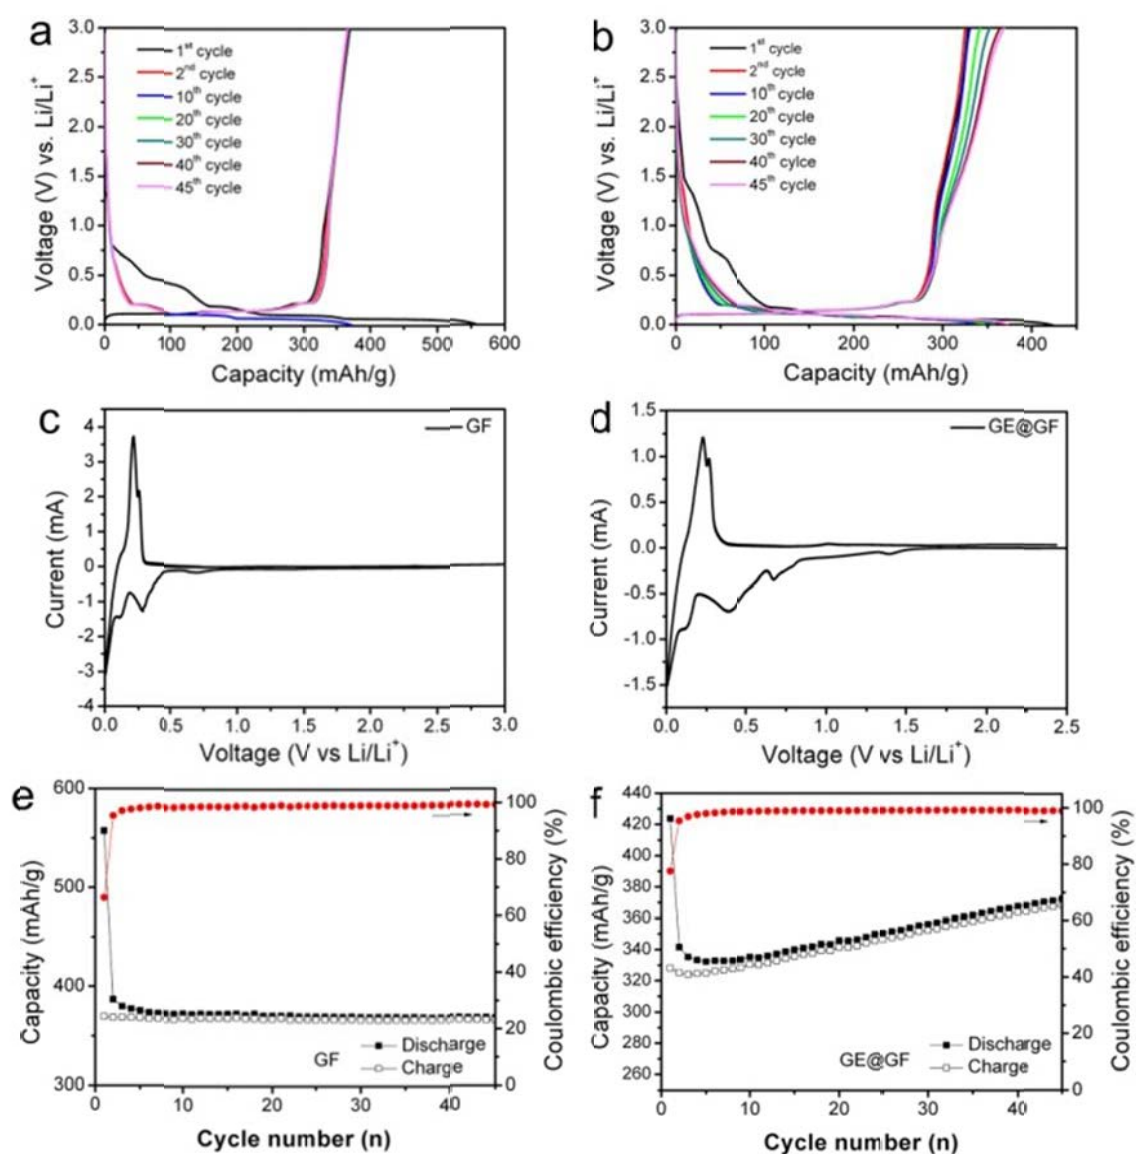 a
3.0
2.5
2.0
1.5
1.0
0.5
0.0
Voltage (V) vs. Li/Li+
1st cycle
2nd cycle
10th cycle
20th cycle
30th cycle
40th cycle
45th cycle
0 100 200 300 400 500 600
Capacity (mAh/g)
b
3.0
2.5
2.0
1.5
1.0
0.5
0.0
Voltage (V) vs. Li/Li+
1st cycle
2nd cycle
10th cycle
20th cycle
30th cycle
40th cylce
45th cycle
0 100 200 300 400
Capacity (mAh/g)
c
4
3
2
1
0
-1
-2
-3
-4
Current (mA)
GF
0.0 0.5 1.0 1.5 2.0 2.5 3.0
Voltage (V vs Li/Li+)
d
1.5
1.0
0.5
0.0
-0.5
-1.0
-1.5
Current (mA)
GE@GF
0.0 0.5 1.0 1.5 2.0 2.5
Voltage (V vs Li/Li+)
e
600
500
400
300
Capacity (mAh/g)
100
80
60
40
20
0
Coulombic efficiency (%)
GF
Discharge
Charge
0 10 20 30 40
Cycle number (n)
f
440
420
400
380
360
340
320
300
280
260
Capacity (mAh/g)
100
80
60
40
20
0
Coulombic efficiency (%)
GE@GF
Discharge
Charge
0 10 20 30 40
Cycle number (n)